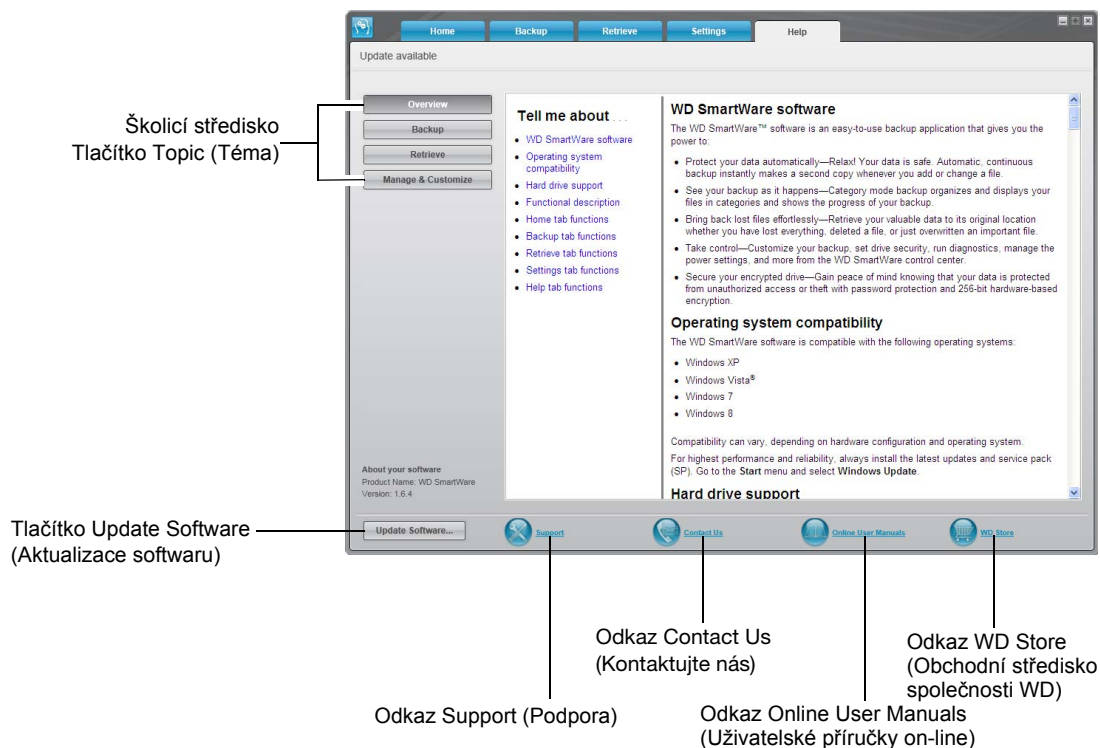 Home
Backup
Retrieve
Settings
Help
Update available
Školicí středisko
Tlačítko Topic (Téma)
Overview
Backup
Retrieve
Manage & Customize
Tell me about . . .
• WD SmartWare software
• Operating system
compatibility
• Hard drive support
• Functional description
• Home tab functions
• Backup tab functions
• Retrieve tab functions
• Settings tab functions
• Help tab functions
WD SmartWare software
The WD SmartWare™ software is an easy-to-use backup application that gives you the
power to:
• Protect your data automatically—Relax! Your data is safe. Automatic, continuous
backup instantly makes a second copy whenever you add or change a file.
• See your backup as it happens—Category mode backup organizes and displays your
files in categories and shows the progress of your backup.
• Bring back lost files effortlessly—Retrieve your valuable data to its original location
whether you have lost everything, deleted a file, or just overwritten an important file.
• Take control—Customize your backup, set drive security, run diagnostics, manage the
power settings, and more from the WD SmartWare control center.
• Secure your encrypted drive—Gain peace of mind knowing that your data is protected
from unauthorized access or theft with password protection and 256-bit hardware-based
encryption.
Operating system compatibility
The WD SmartWare software is compatible with the following operating systems:
• Windows XP
• Windows Vista®
• Windows 7
• Windows 8
Compatibility can vary, depending on hardware configuration and operating system.
For highest performance and reliability, always install the latest updates and service pack
(SP). Go to the Start menu and select Windows Update.
Hard drive support
About your software
Product Name: WD SmartWare
Version: 1.6.4
Tlačítko Update Software
(Aktualizace softwaru)
Update Software...
Support
Contact Us
Online User Manuals
WD Store
Odkaz Contact Us
(Kontaktujte nás)
Odkaz WD Store
(Obchodní středisko
společnosti WD)
Odkaz Support (Podpora)
Odkaz Online User Manuals
(Uživatelské příručky on-line)